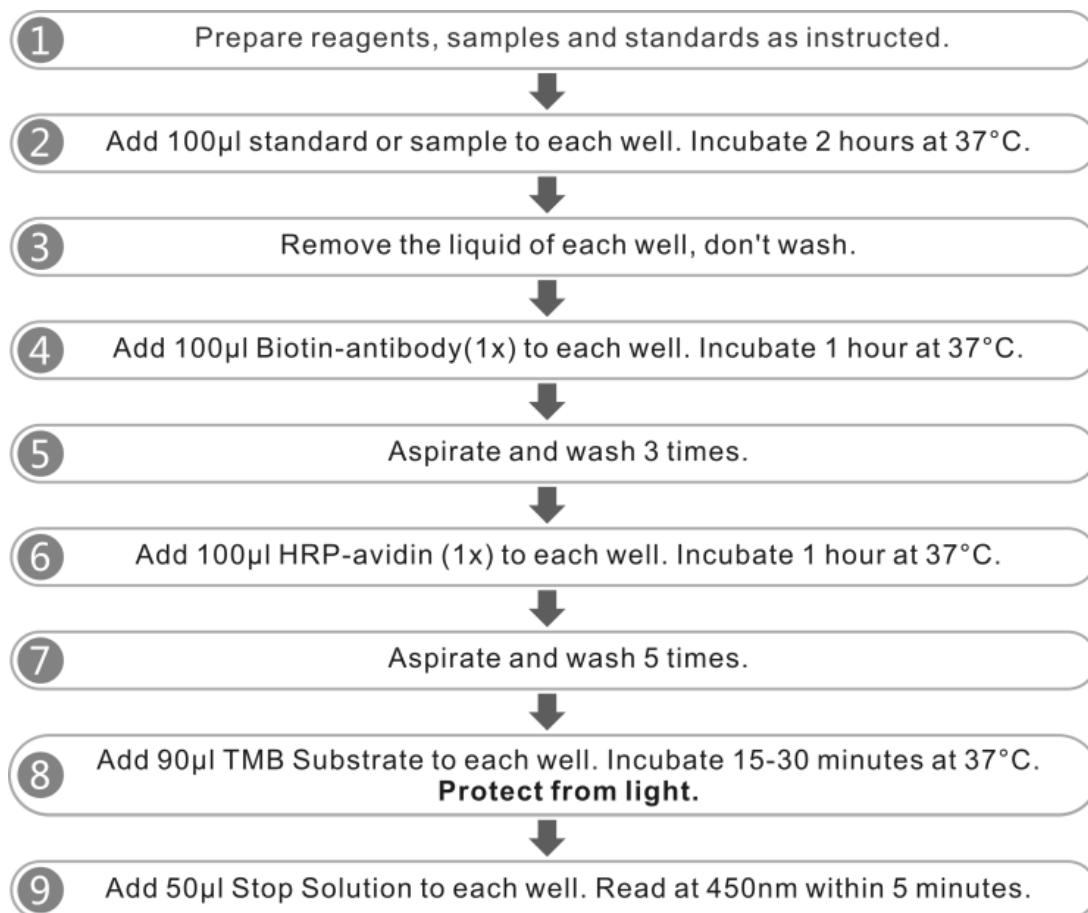 1 Prepare reagents, samples and standards as instructed.
2 Add 100µl standard or sample to each well. Incubate 2 hours at 37°C.
3 Remove the liquid of each well, don't wash.
4 Add 100µl Biotin-antibody(1x) to each well. Incubate 1 hour at 37°C.
5 Aspirate and wash 3 times.
6 Add 100µl HRP-avidin (1x) to each well. Incubate 1 hour at 37°C.
7 Aspirate and wash 5 times.
8 Add 90µl TMB Substrate to each well. Incubate 15-30 minutes at 37°C.
Protect from light.
9 Add 50µl Stop Solution to each well. Read at 450nm within 5 minutes.